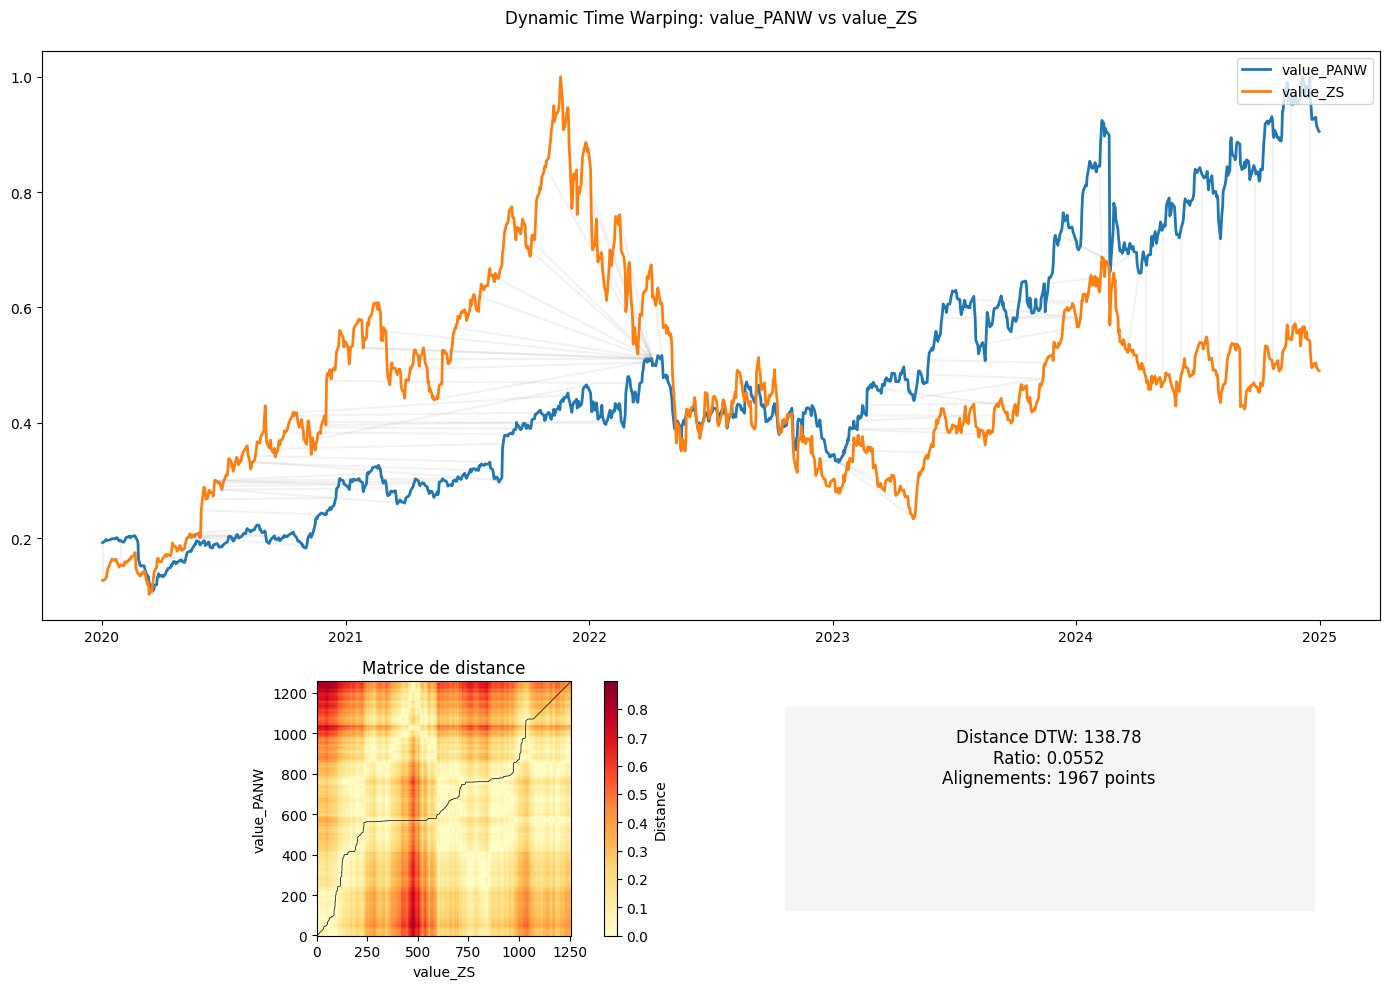 Dynamic Time Warping: value_PANW vs value_ZS
1.0
0.8
0.6
0.4
0.2
value_PANW
value_ZS
2020 2021 2022 2023 2024 2025
Matrice de distance
value_PANW
1200
1000
800
600
400
200
0
0 250 500 750 1000 1250
value_ZS
0.8
0.7
0.6
0.5
0.4
0.3
0.2
0.1
0.0
Distance
Distance DTW: 138.78
Ratio: 0.0552
Alignements: 1967 points